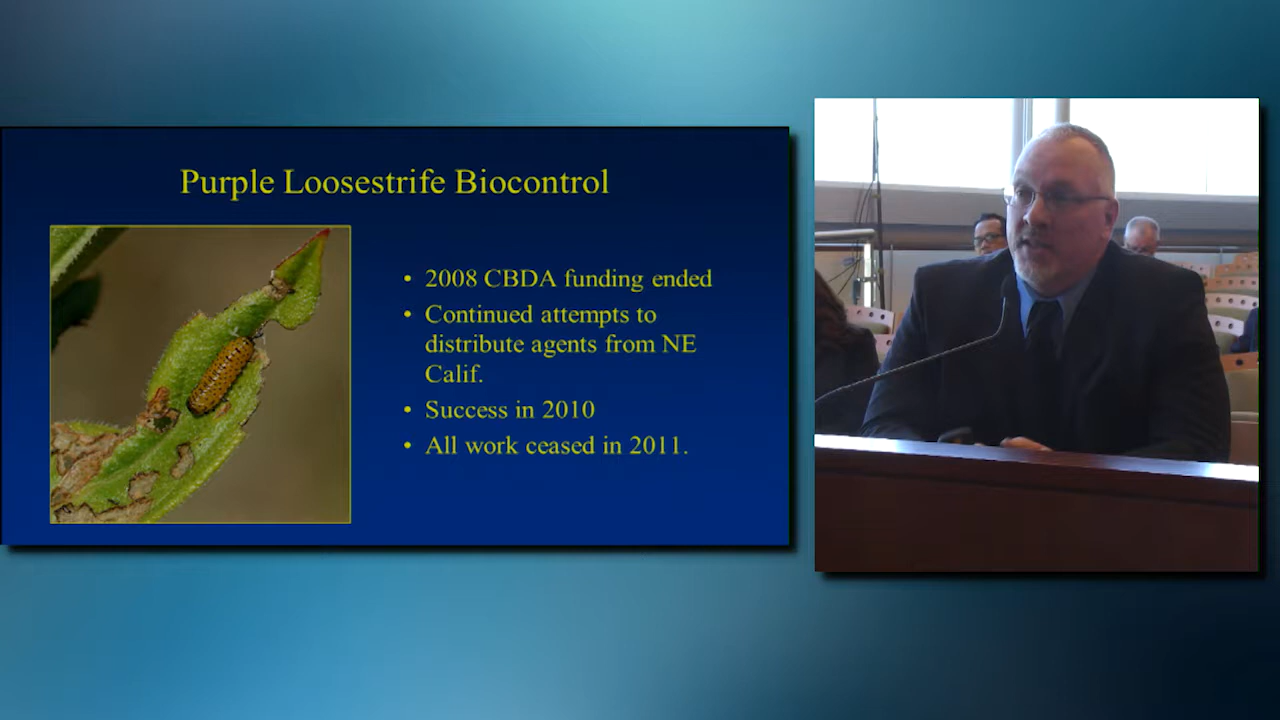 Purple Loosestrife Biocontrol
• 2008 CBDA funding ended
• Continued attempts to
distribute agents from NE
Calif.
• Success in 2010
• All work ceased in 2011.